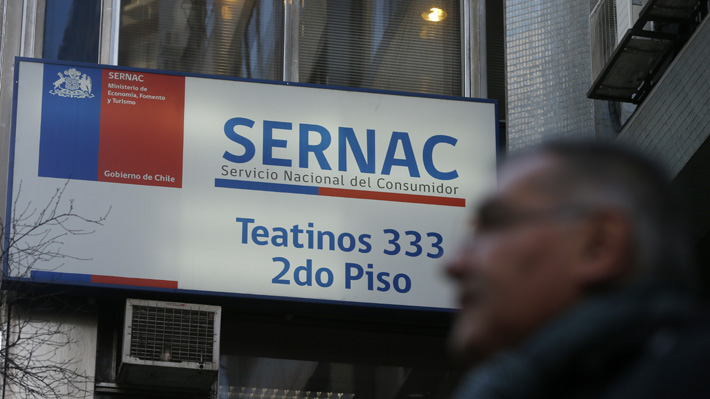 SERNAC
Ministerio de
Economía, Fomento
y Turismo
Gobierno de Chile
SERNAC
Servicio Nacional del Consumidor
Teatinos 333
2do Piso